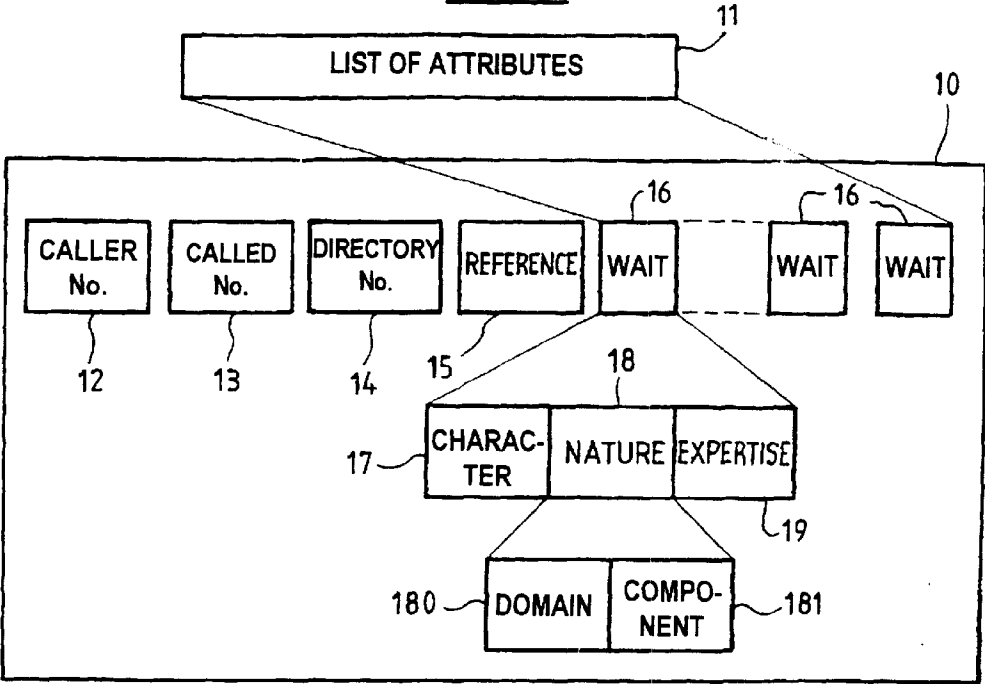 11
LIST OF ATTRIBUTES
10
16
16
CALLER No.
CALLED No.
DIRECTORY No.
REFERENCE
WAIT
WAIT
WAIT
12
13
14
15
18
17
CHARAC-
TER
NATURE
EXPERTISE
19
180
DOMAIN
COMPO-
NENT
181